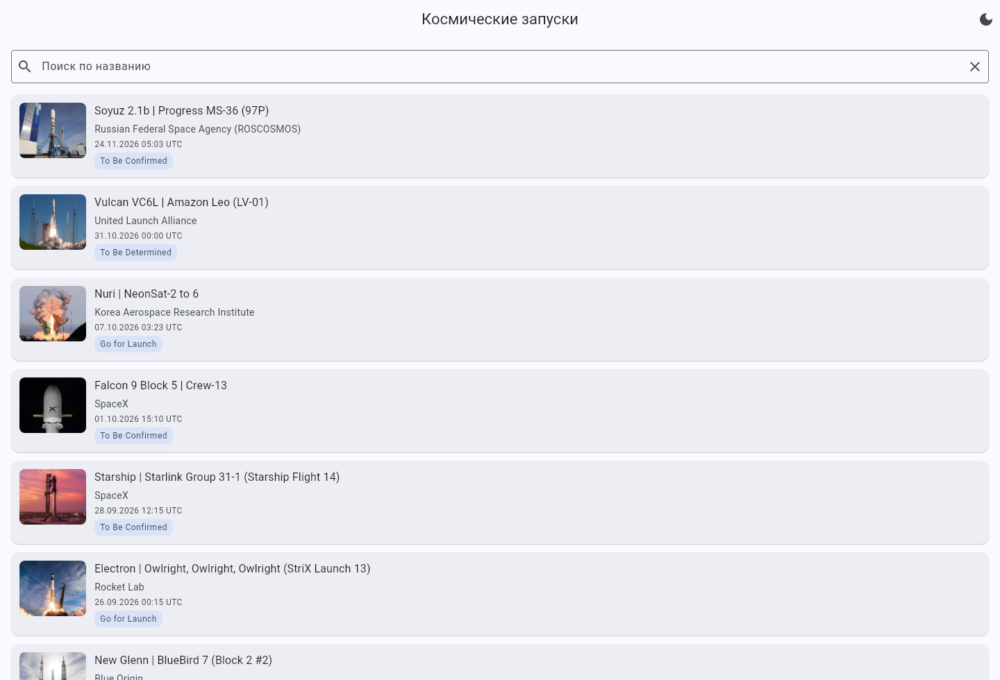 Космические запуски
Поиск по названию
Soyuz 2.1b | Progress MS-36 (97P)
Russian Federal Space Agency (ROSCOSMOS)
24.11.2026 05:03 UTC
To Be Confirmed
Vulcan VC6L | Amazon Leo (LV-01)
United Launch Alliance
31.10.2026 00:00 UTC
To Be Determined
Nuri | NeonSat-2 to 6
Korea Aerospace Research Institute
07.10.2026 03:23 UTC
Go for Launch
Falcon 9 Block 5 | Crew-13
SpaceX
01.10.2026 15:10 UTC
To Be Confirmed
Starship | Starlink Group 31-1 (Starship Flight 14)
SpaceX
28.09.2026 12:15 UTC
To Be Confirmed
Electron | Owlright, Owlright, Owlright (StriX Launch 13)
Rocket Lab
26.09.2026 00:15 UTC
Go for Launch
New Glenn | BlueBird 7 (Block 2 #2)
Blue Origin